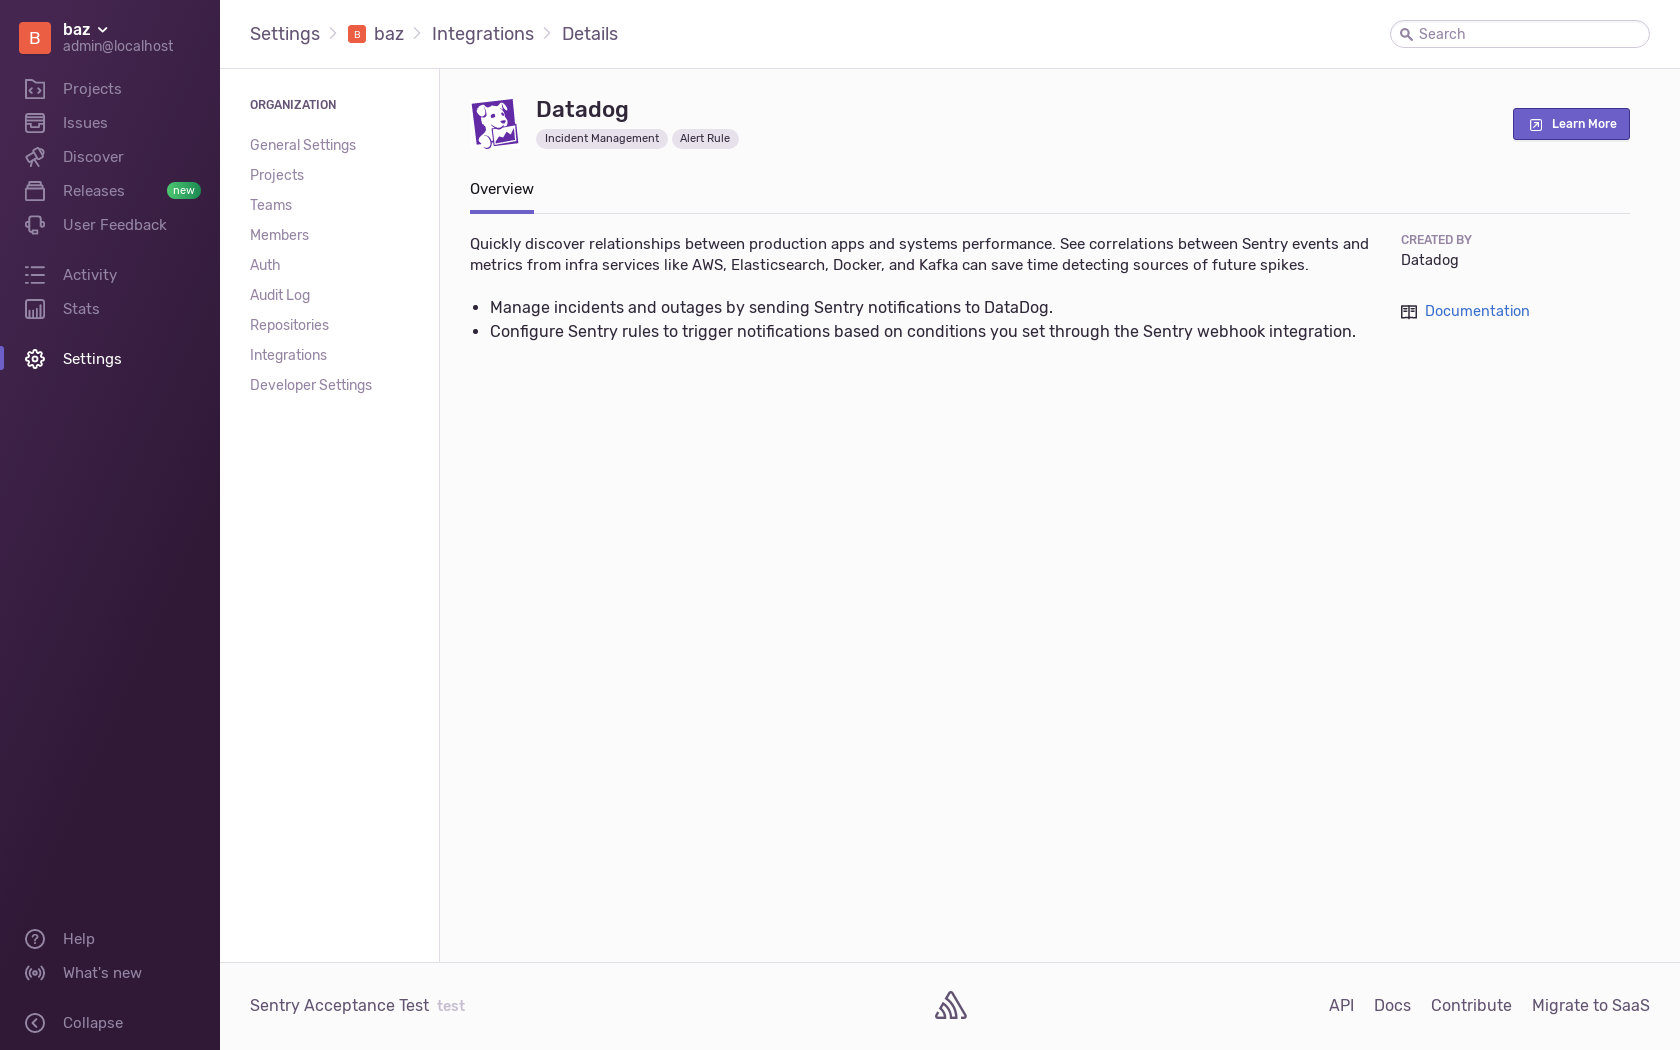 B
baz
admin@localhost
Projects
Issues
Discover
Releases new
User Feedback
Activity
Stats
Settings
Help
What's new
Collapse
Settings B baz Integrations Details
Search
ORGANIZATION
General Settings
Projects
Teams
Members
Auth
Audit Log
Repositories
Integrations
Developer Settings
Datadog
Incident Management Alert Rule
Learn More
Overview
Quickly discover relationships between production apps and systems performance. See correlations between Sentry events and
metrics from infra services like AWS, Elasticsearch, Docker, and Kafka can save time detecting sources of future spikes.
• Manage incidents and outages by sending Sentry notifications to DataDog.
• Configure Sentry rules to trigger notifications based on conditions you set through the Sentry webhook integration.
CREATED BY
Datadog
Documentation
Sentry Acceptance Test test
API Docs Contribute Migrate to SaaS